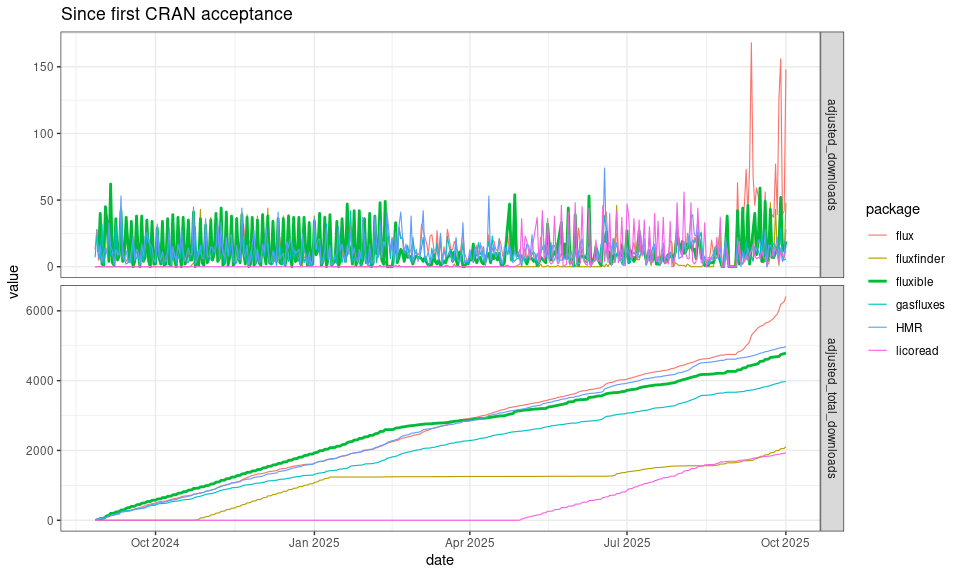 Since first CRAN acceptance
value
150
100
50
0
adjusted_downloads
6000
4000
2000
0
adjusted_total_downloads
Oct 2024
Jan 2025
Apr 2025
Jul 2025
Oct 2025
date
package
flux
fluxfinder
fluxible
gasfluxes
HMR
licoread